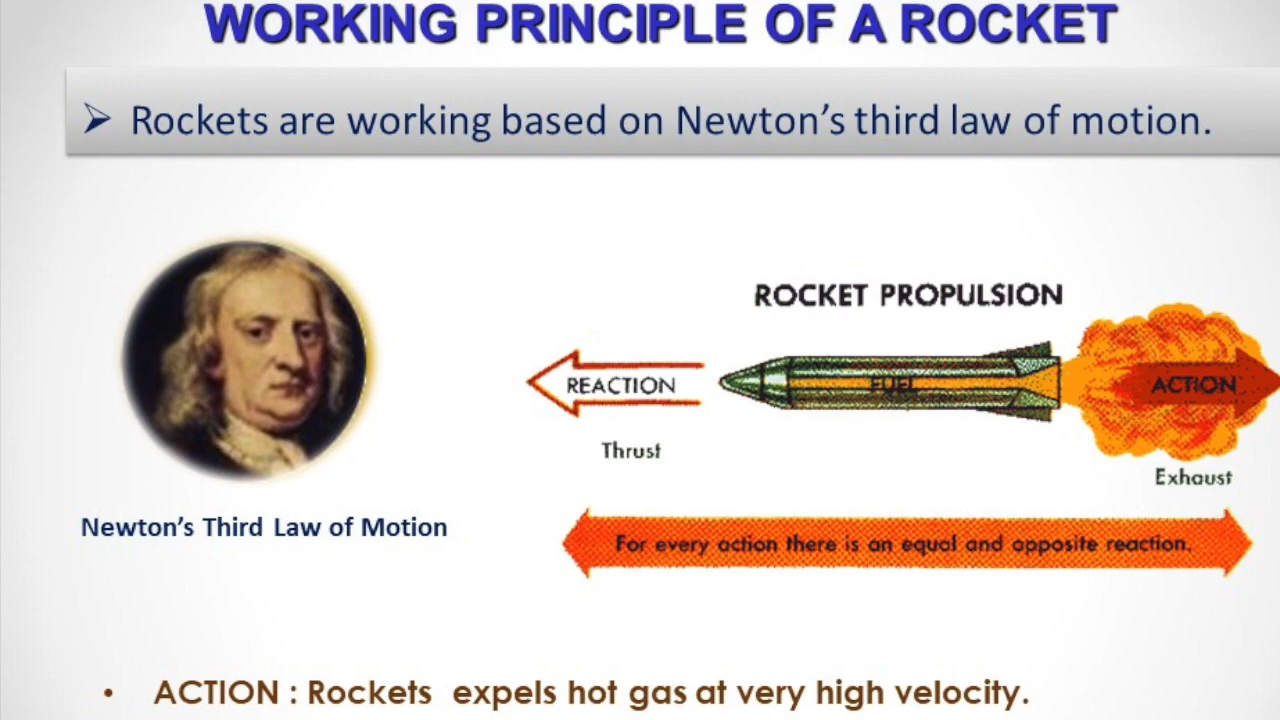 WORKING PRINCIPLE OF A ROCKET
➢ Rockets are working based on Newton’s third law of motion.
ROCKET PROPULSION
REACTION
FUEL
ACTION
Thrust
Exhaust
Newton’s Third Law of Motion
For every action there is an equal and opposite reaction.
• ACTION : Rockets expels hot gas at very high velocity.